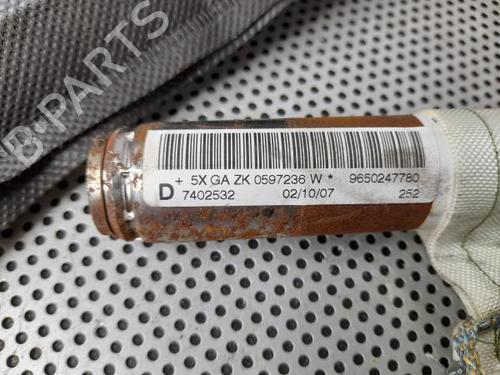 B-PARTS
+ 5X GA ZK 0597236 W * 9650247780
D 7402532 02/10/07 252